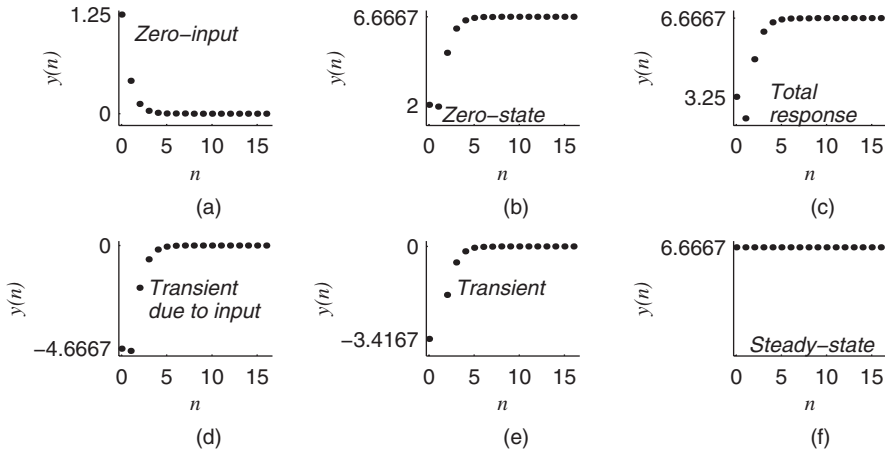 1.25
Zero−input
y(n)
0
0 5 10 15
n
(a)
6.6667
y(n)
2
Zero−state
0 5 10 15
n
(b)
6.6667
y(n)
3.25
Total
response
0 5 10 15
n
(c)
0
y(n)
Transient
due to input
−4.6667
0 5 10 15
n
(d)
0
y(n)
Transient
−3.4167
0 5 10 15
n
(e)
6.6667
y(n)
Steady−state
0 5 10 15
n
(f)